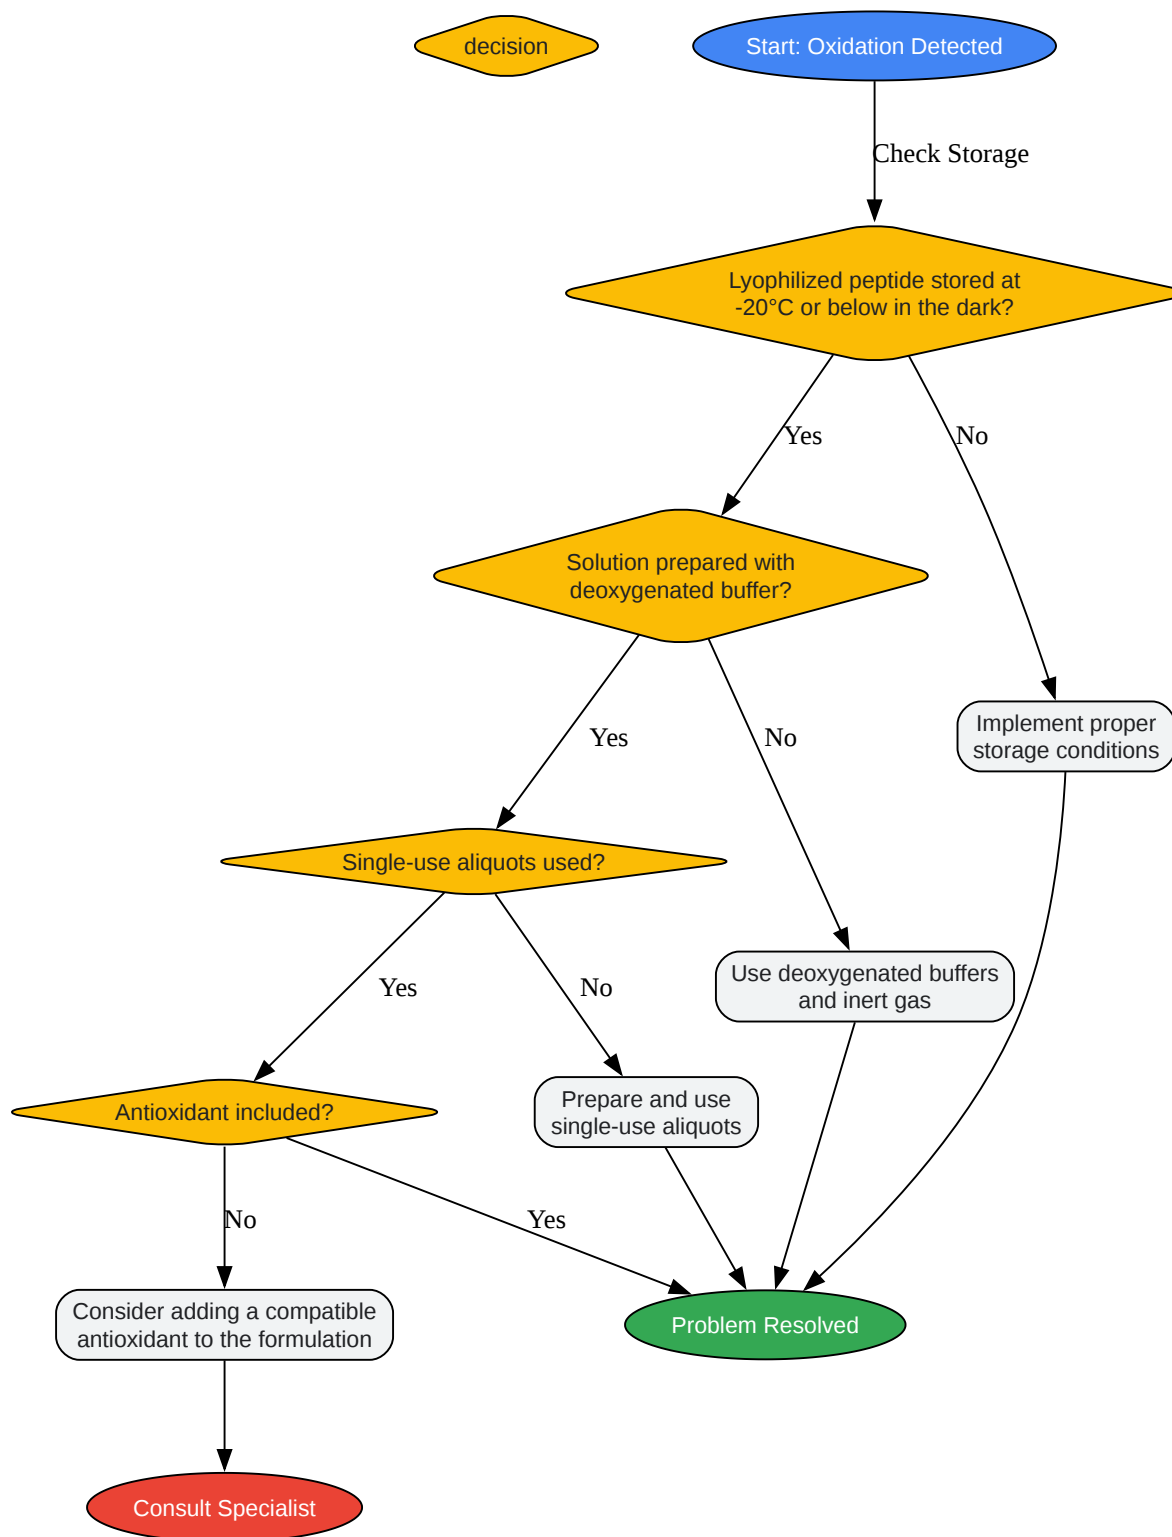 decision
Start: Oxidation Detected
Check Storage
Lyophilized peptide stored at
-20°C or below in the dark?
Yes
No
Solution prepared with
deoxygenated buffer?
Yes
No
Implement proper
storage conditions
Single-use aliquots used?
Yes
No
Use deoxygenated buffers
and inert gas
Antioxidant included?
Prepare and use
single-use aliquots
No
Yes
Consider adding a compatible
antioxidant to the formulation
Problem Resolved
Consult Specialist